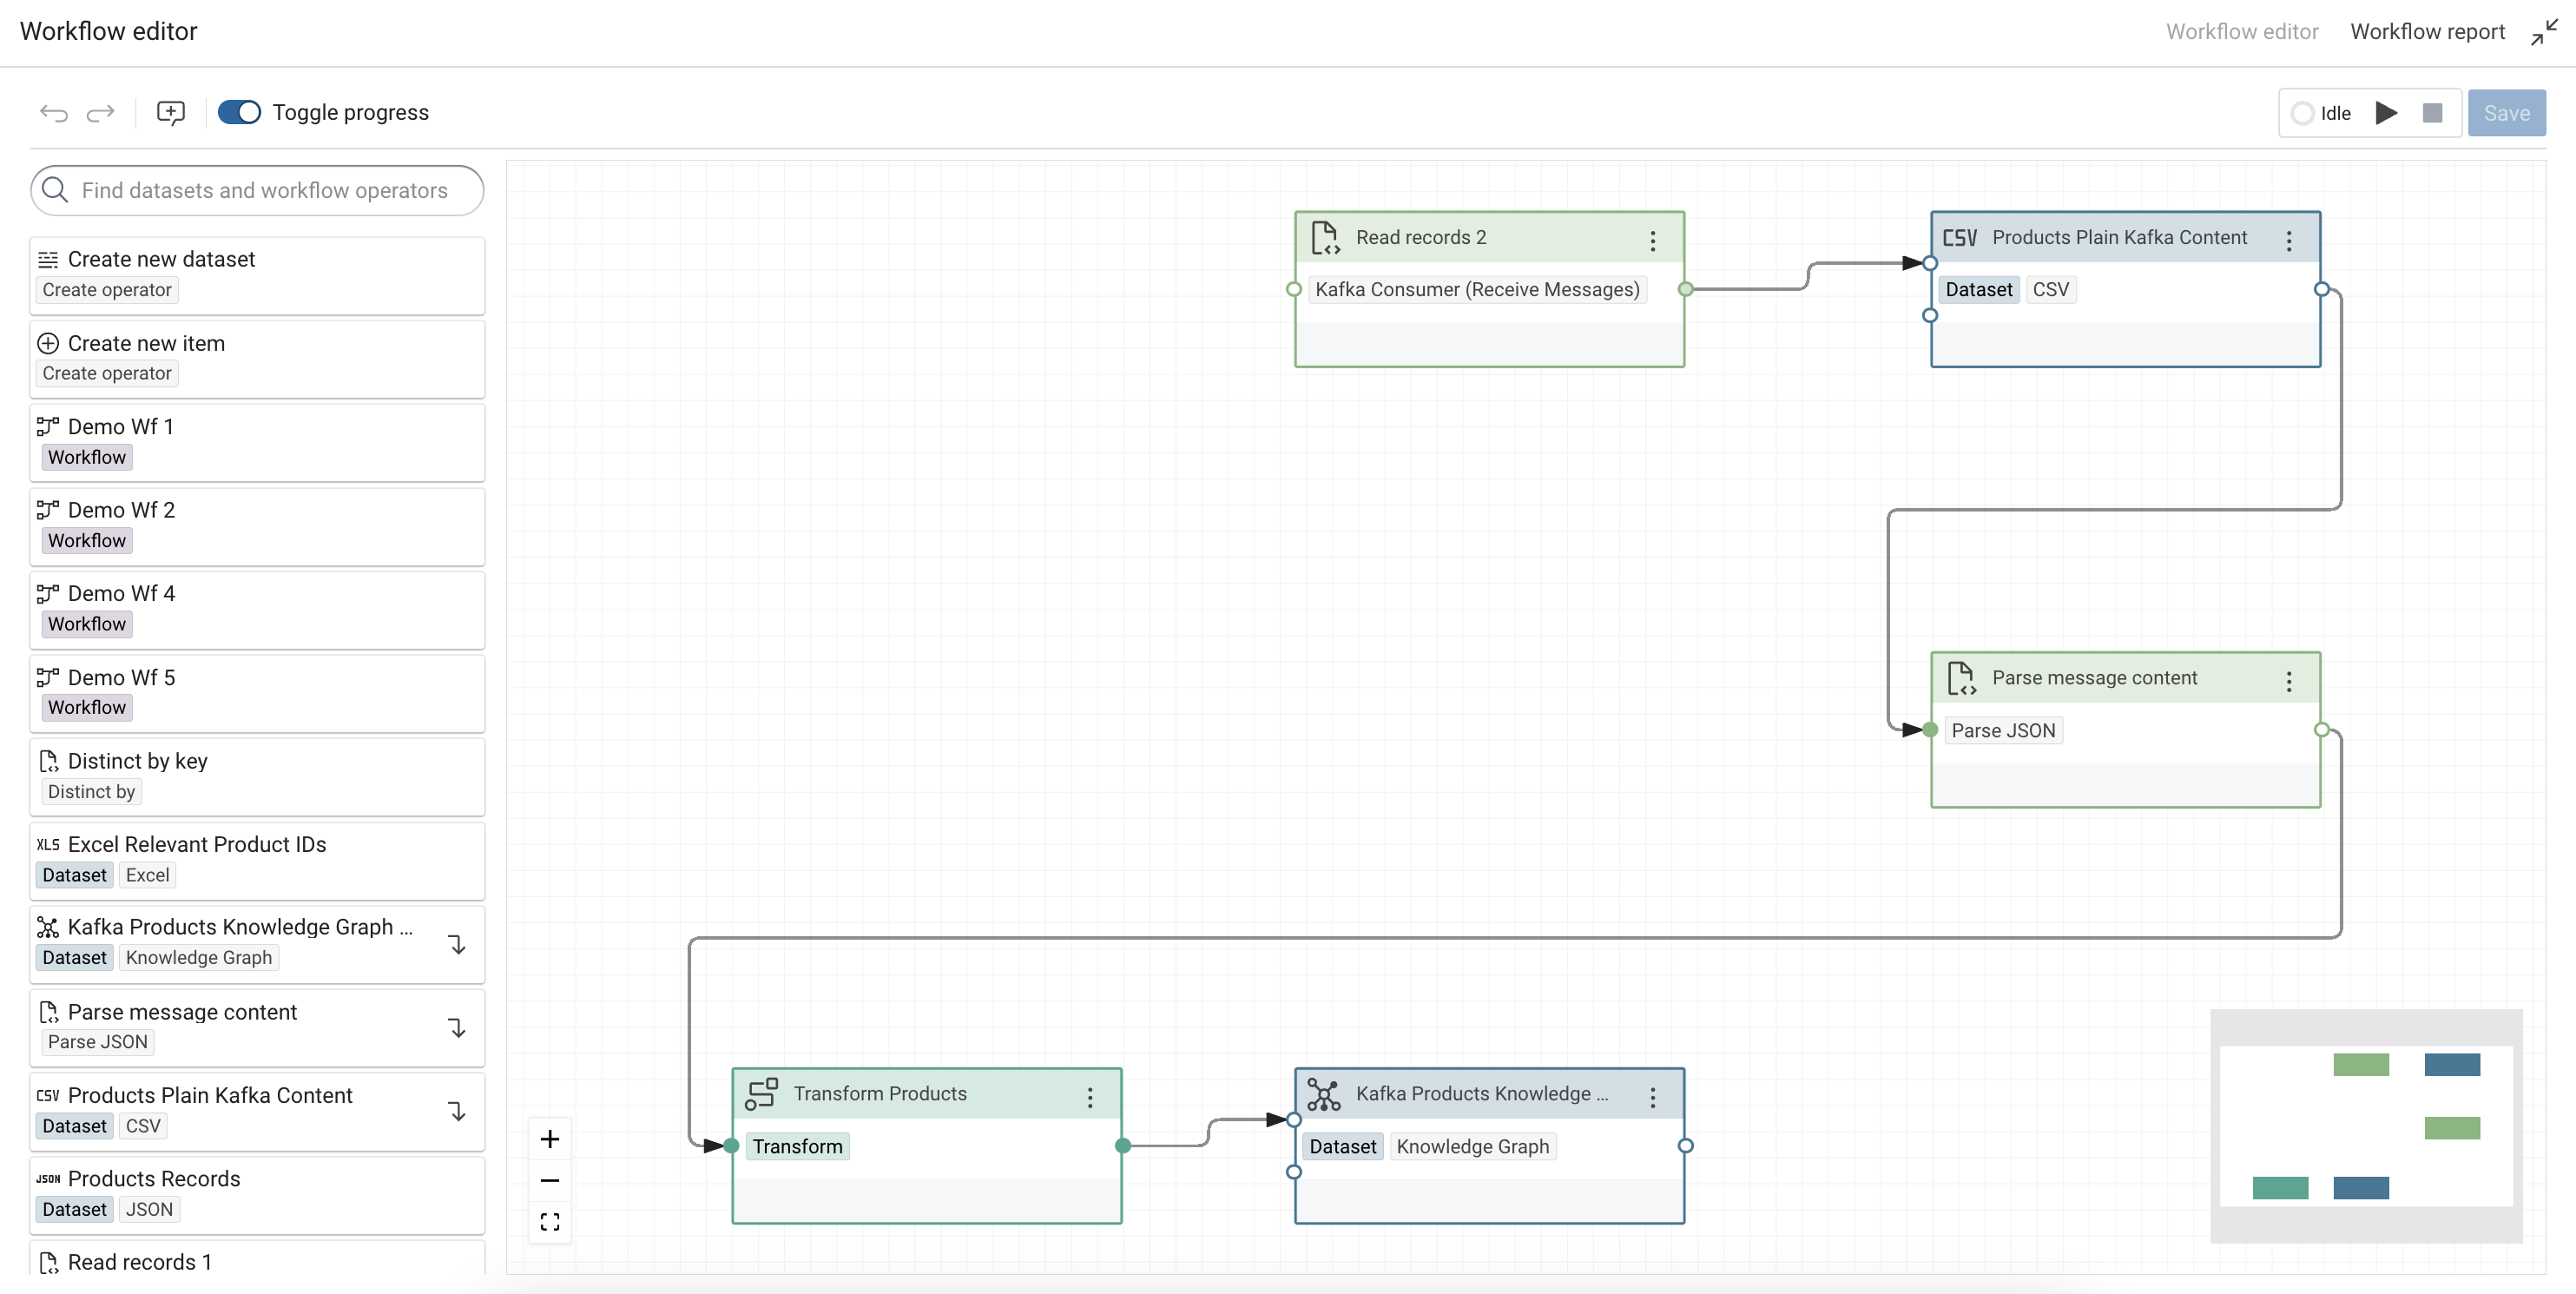 Workflow editor
Workflow editor
Workflow report
Toggle progress
Idle
Save
Find datasets and workflow operators
Create new dataset
Create operator
Create new item
Create operator
Demo Wf 1
Workflow
Demo Wf 2
Workflow
Demo Wf 4
Workflow
Demo Wf 5
Workflow
Distinct by key
Distinct by
XLS Excel Relevant Product IDs
Dataset Excel
Kafka Products Knowledge Graph ...
Dataset Knowledge Graph
Parse message content
Parse JSON
CSV Products Plain Kafka Content
Dataset CSV
JSON Products Records
Dataset JSON
Read records 1
Read records 2
Kafka Consumer (Receive Messages)
CSV Products Plain Kafka Content
Dataset CSV
Parse message content
Parse JSON
Transform Products
Transform
Kafka Products Knowledge ...
Dataset Knowledge Graph